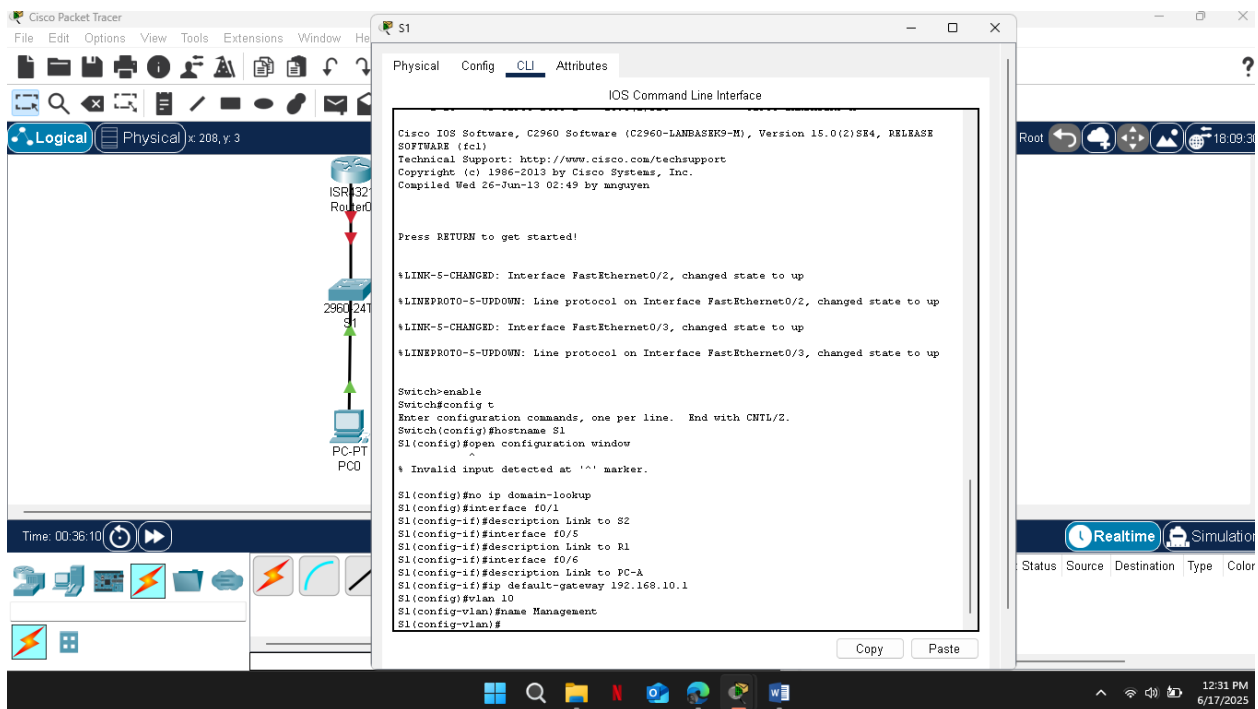 Cisco Packet Tracer
File Edit Options View Tools Extensions Window He
S1
Physical Config CLI Attributes
IOS Command Line Interface
Logical Physical x: 208, y: 3
Root 18:09:30
Cisco IOS Software, C2960 Software (C2960-LANBASEK9-M), Version 15.0(2)SE4, RELEASE
SOFTWARE (fc1)
Technical Support: http://www.cisco.com/techsupport
Copyright (c) 1986-2013 by Cisco Systems, Inc.
Compiled Wed 26-Jun-13 02:49 by mnguyen
Press RETURN to get started!
%LINK-5-CHANGED: Interface FastEthernet0/2, changed state to up
%LINEPROTO-5-UPDOWN: Line protocol on Interface FastEthernet0/2, changed state to up
%LINK-5-CHANGED: Interface FastEthernet0/3, changed state to up
%LINEPROTO-5-UPDOWN: Line protocol on Interface FastEthernet0/3, changed state to up
Switch>enable
Switch#config t
Enter configuration commands, one per line. End with CNTL/Z.
Switch(config)#hostname S1
S1(config)#open configuration window
^
% Invalid input detected at '^' marker.
S1(config)#no ip domain-lookup
S1(config)#interface f0/1
S1(config-if)#description Link to S2
S1(config-if)#interface f0/5
S1(config-if)#description Link to R1
S1(config-if)#interface f0/6
S1(config-if)#description Link to PC-A
S1(config-if)#ip default-gateway 192.168.10.1
S1(config)#vlan 10
S1(config-vlan)#name Management
S1(config-vlan)#
Copy Paste
ISR432
Router0
2960-24T
S1
PC-PT
PC0
Time: 00:36:10
Realtime Simulation
Status Source Destination Type Color
12:31 PM
6/17/2025